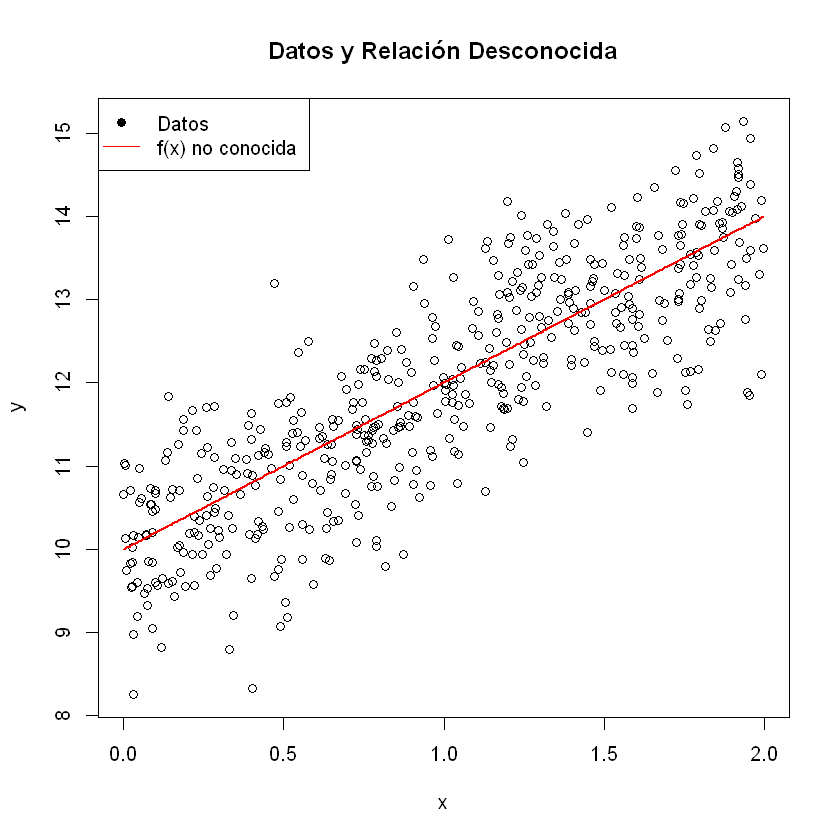 Datos y Relación Desconocida
Datos
f(x) no conocida
y
15
14
13
12
11
10
9
8
0.0 0.5 1.0 1.5 2.0
x